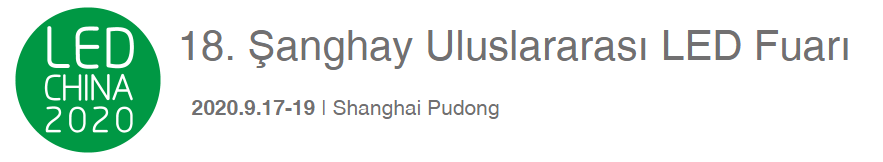 LED
CHINA
2020
18. Şanghay Uluslararası LED Fuarı
2020.9.17-19 | Shanghai Pudong